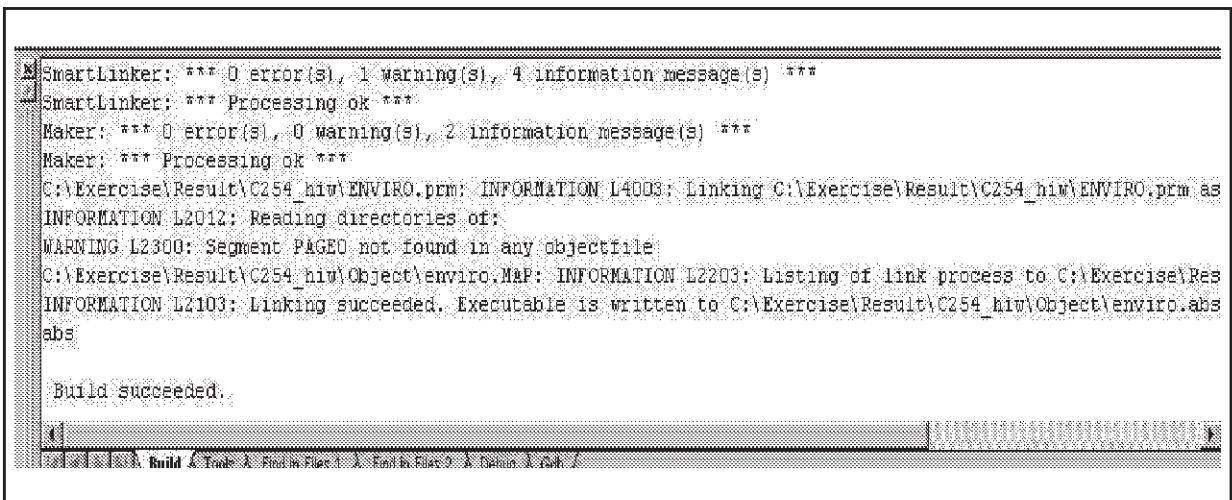 SmartLinker: *** 0 error(s), 1 warning(s), 4 information message(s) ***
SmartLinker: *** Processing ok ***
Maker: *** 0 error(s), 0 warning(s), 2 information message(s) ***
Maker: *** Processing ok ***
C:\Exercise\Result\C254_hiw\ENVIRO.prm: INFORMATION L4003: Linking C:\Exercise\Result\C254_hiw\ENVIRO.prm as
INFORMATION L2012: Reading directories of:
WARNING L2300: Segment PAGE0 not found in any objectfile
C:\Exercise\Result\C254_hiw\Object\enviro.MAP: INFORMATION L2203: Listing of link process to C:\Exercise\Res
INFORMATION L2103: Linking succeeded. Executable is written to C:\Exercise\Result\C254_hiw\Object\enviro.abs
abs
Build succeeded.
Build Tools Find in Files 1 Find in Files 2 Debug